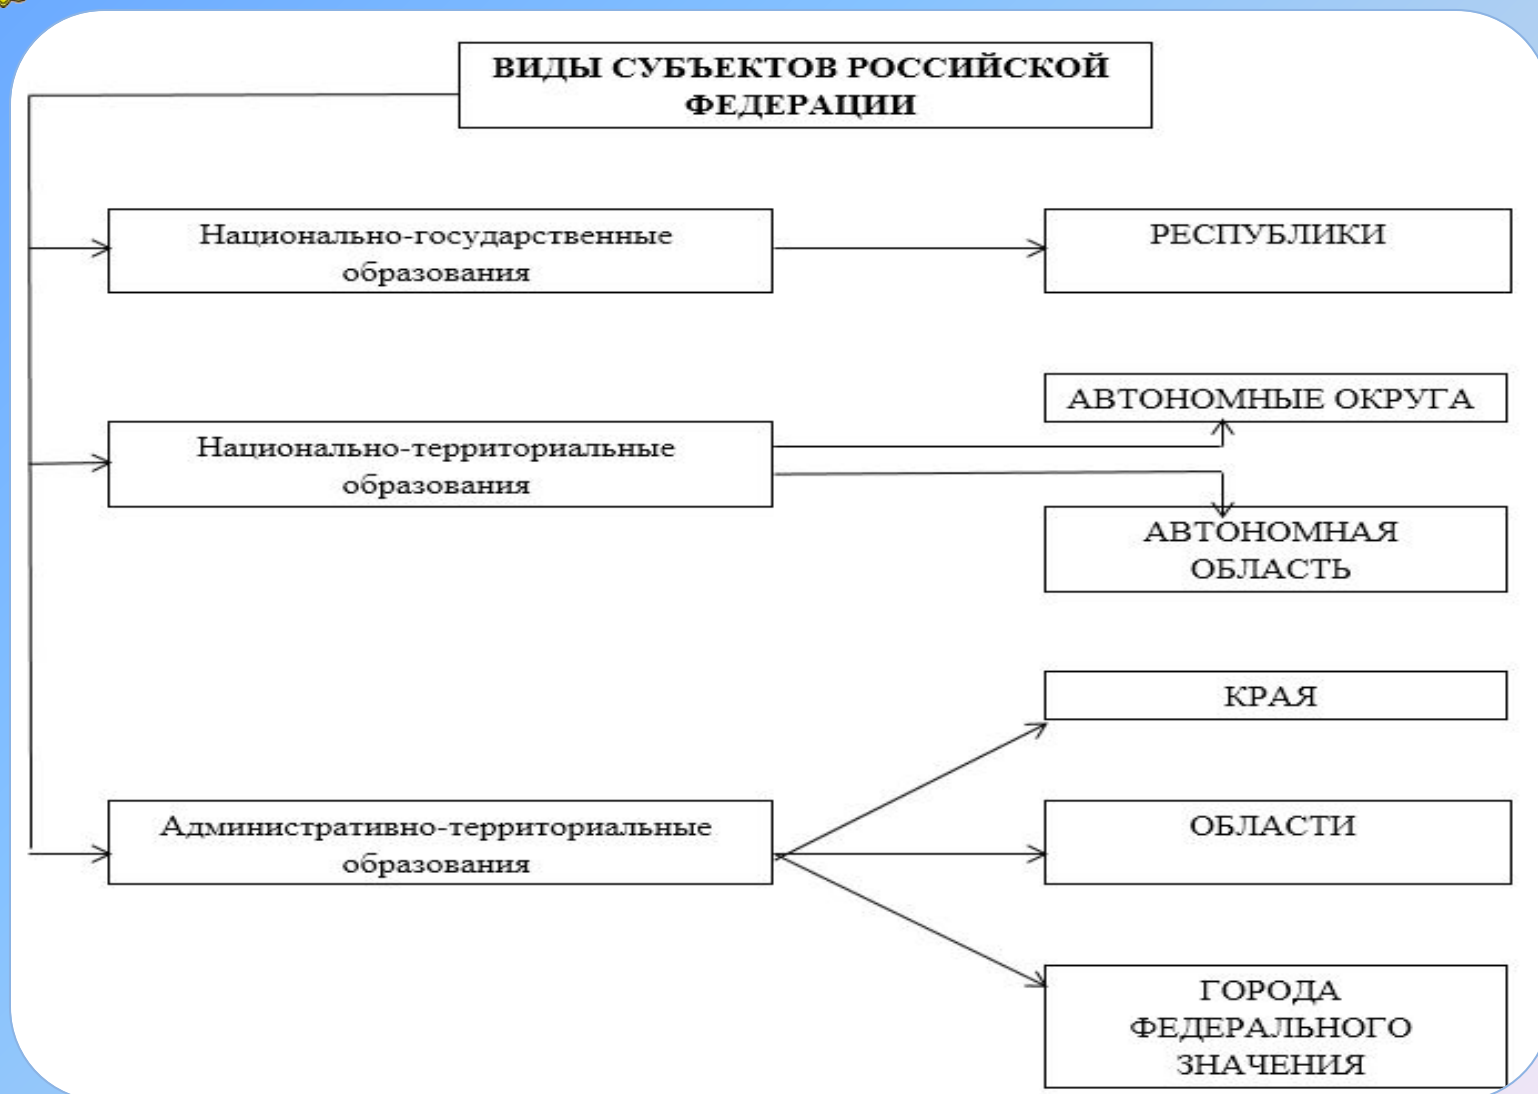 ВИДЫ СУБЪЕКТОВ РОССИЙСКОЙ
ФЕДЕРАЦИИ
Национально-государственные
образования
РЕСПУБЛИКИ
Национально-территориальные
образования
АВТОНОМНЫЕ ОКРУГА
АВТОНОМНАЯ
ОБЛАСТЬ
Административно-территориальные
образования
КРАЯ
ОБЛАСТИ
ГОРОДА
ФЕДЕРАЛЬНОГО
ЗНАЧЕНИЯ